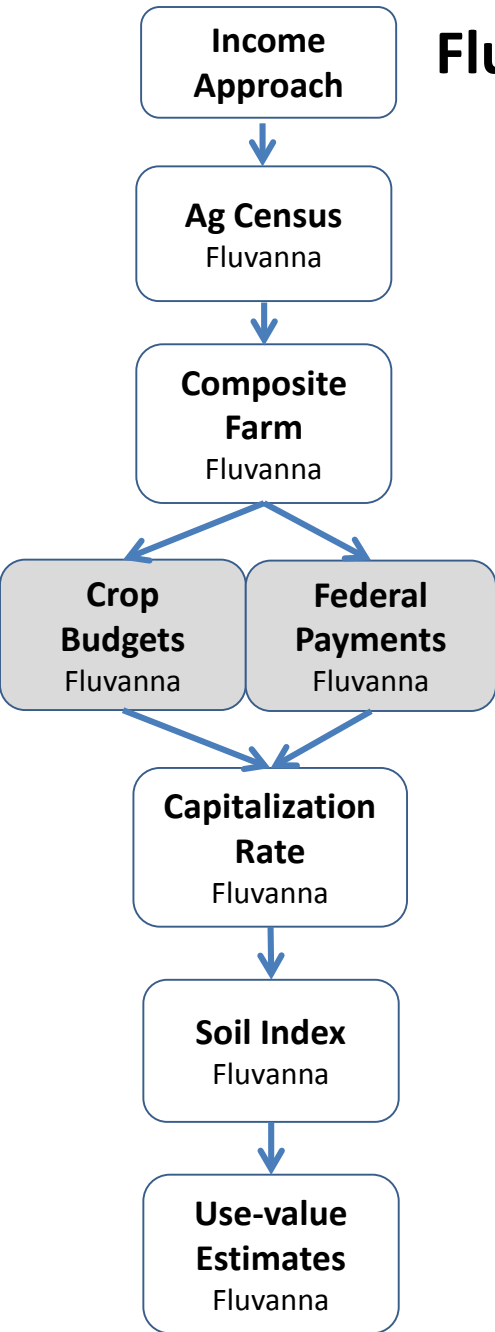 Income
Approach
Flu
Ag Census
Fluvanna
Composite
Farm
Fluvanna
Crop
Budgets
Fluvanna
Federal
Payments
Fluvanna
Capitalization
Rate
Fluvanna
Soil Index
Fluvanna
Use-value
Estimates
Fluvanna